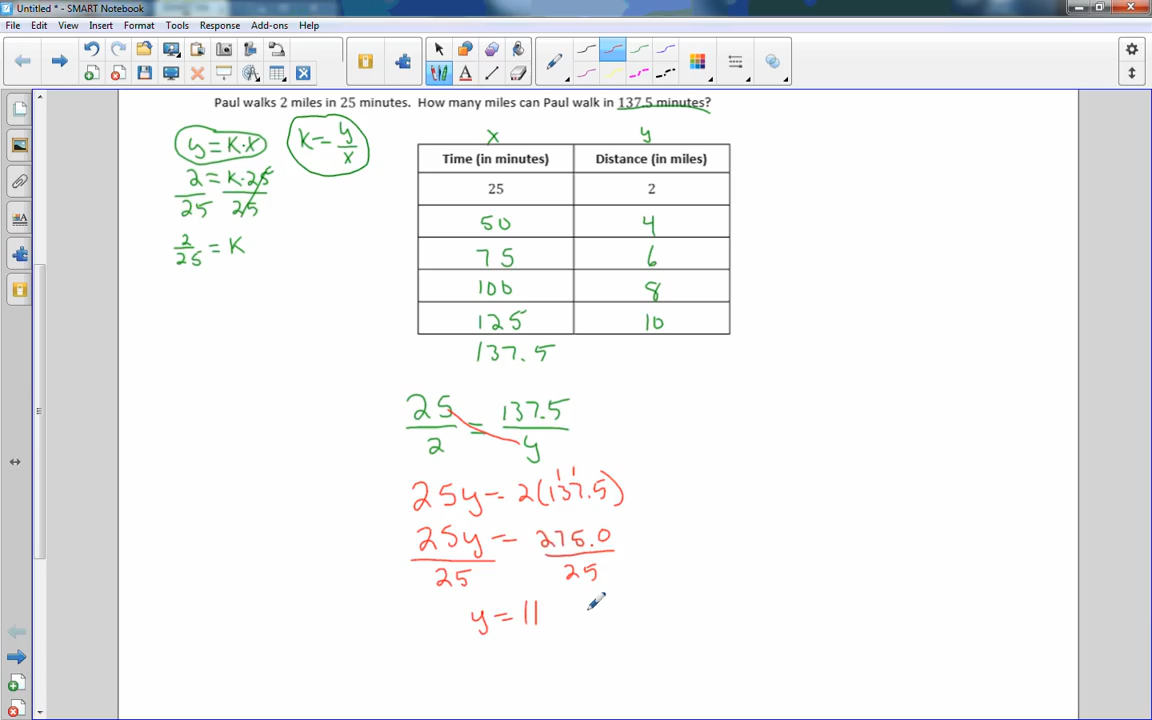 Untitled * - SMART Notebook
File Edit View Insert Format Tools Response Add-ons Help
Paul walks 2 miles in 25 minutes. How many miles can Paul walk in 137.5 minutes?
y = K·X
K = y/x
2 = K·25
25 25
2/25 = K
x y
Time (in minutes) Distance (in miles)
25 2
50 4
75 6
100 8
125 10
137.5
25/2 = 137.5/y
25y = 2(137.5)
1 1
25y = 275.0
25 25
y = 11